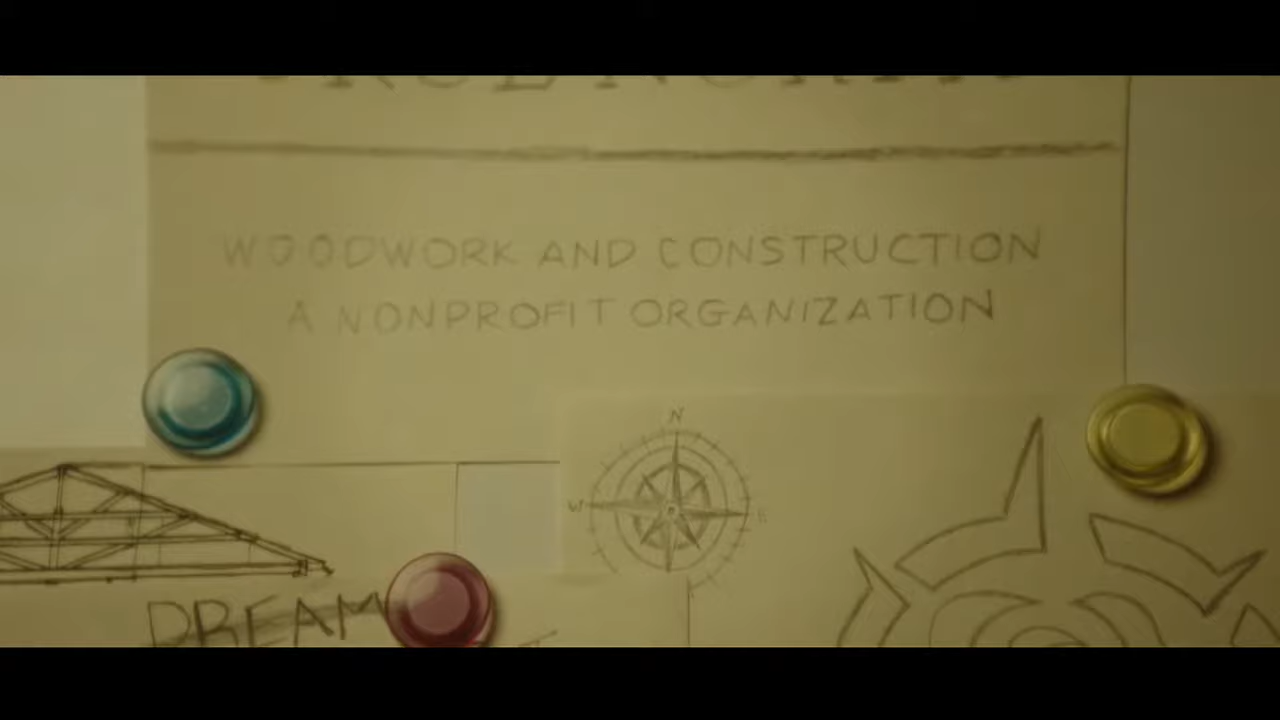 WOODWORK AND CONSTRUCTION
A NONPROFIT ORGANIZATION
N
W E
DREAM